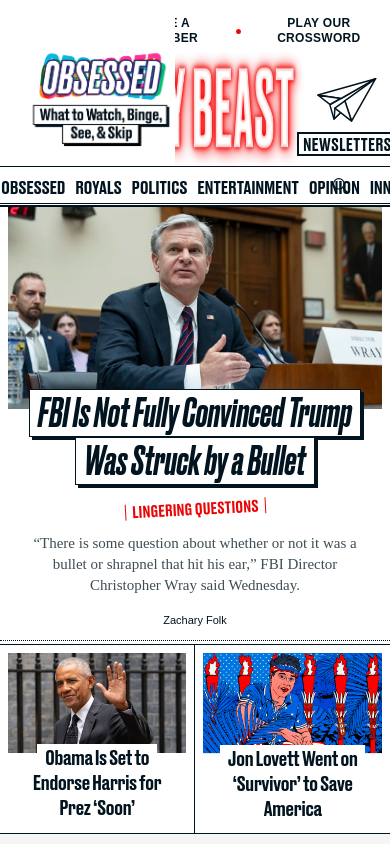 E A
BER
PLAY OUR
CROSSWORD
OBSESSED
What to Watch, Binge,
See, & Skip
Y BEAST
NEWSLETTERS
OBSESSED ROYALS POLITICS ENTERTAINMENT OPINION INN
DIRECTOR
WRAY
FBI Is Not Fully Convinced Trump
Was Struck by a Bullet
LINGERING QUESTIONS
“There is some question about whether or not it was a
bullet or shrapnel that hit his ear,” FBI Director
Christopher Wray said Wednesday.
Zachary Folk
Obama Is Set to
Endorse Harris for
Prez ‘Soon’
Jon Lovett Went on
‘Survivor’ to Save
America